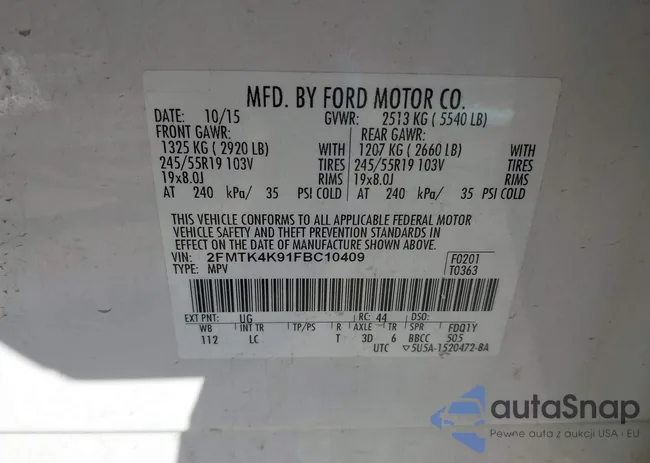 MFD. BY FORD MOTOR CO.
DATE: 10/15 GVWR: 2513 KG ( 5540 LB)
FRONT GAWR: REAR GAWR:
1325 KG ( 2920 LB) WITH 1207 KG ( 2660 LB) WITH
245/55R19 103V TIRES 245/55R19 103V TIRES
19x8.0J RIMS 19x8.0J RIMS
AT 240 kPa/ 35 PSI COLD AT 240 kPa/ 35 PSI COLD
THIS VEHICLE CONFORMS TO ALL APPLICABLE FEDERAL MOTOR
VEHICLE SAFETY AND THEFT PREVENTION STANDARDS IN
EFFECT ON THE DATE OF MANUFACTURE SHOWN ABOVE.
VIN: 2FMTK4K91FBC10409 F0201
TYPE: MPV T0363
EXT PNT: UG RC: 44 DSO:
WB INT TR TP/PS R AXLE TR SPR FDQ1Y
112 LC T 3D 6 BBCC 505
UTC ▽5U5A-1520472-BA
autaSnap
Pewne auta z aukcji USA i EU